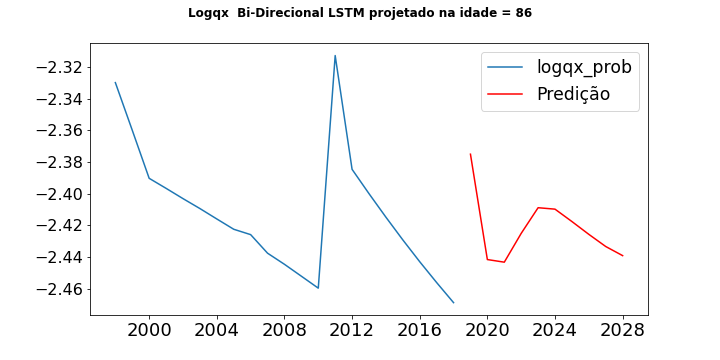 Logqx  Bi-Direcional LSTM projetado na idade = 86
logqx_prob
Predição
−2.32
−2.34
−2.36
−2.38
−2.40
−2.42
−2.44
−2.46
2000 2004 2008 2012 2016 2020 2024 2028